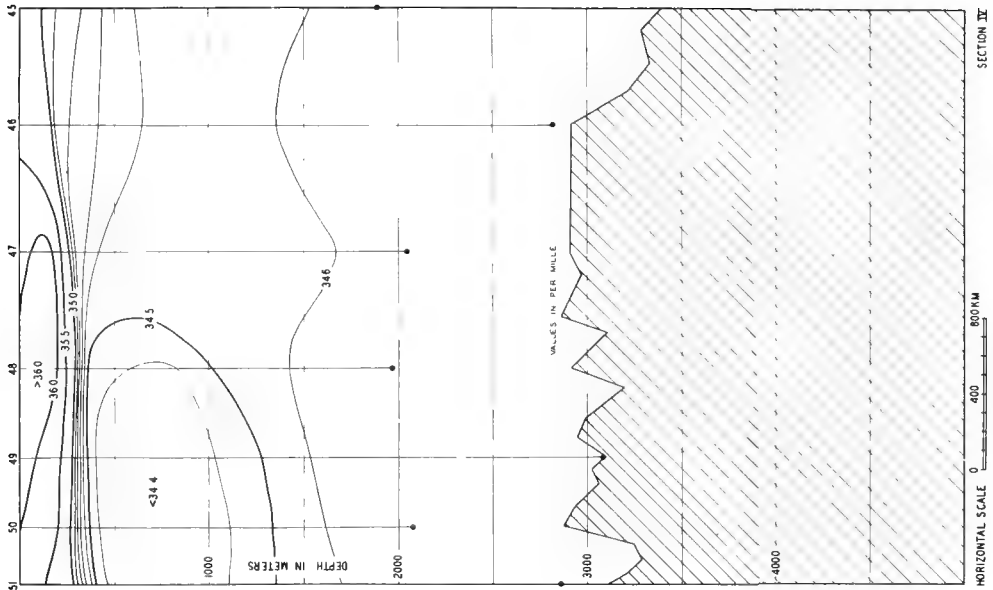 51 50 49 48 47 46 45
>36 0
36 0
35 5
35 0
34 5
<34 4
1000
DEPTH IN METERS
34 6
2000
VALUES IN PER MILLE
3000
4000
0 400 800 KM
HORIZONTAL SCALE
SECTION IV